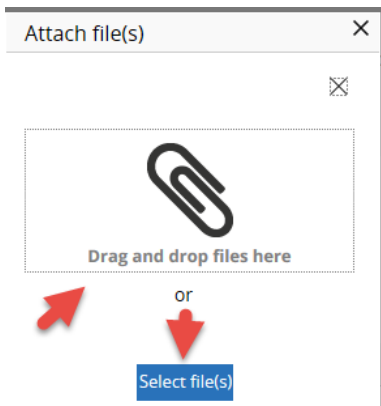 Attach file(s)
Drag and drop files here
or
Select file(s)